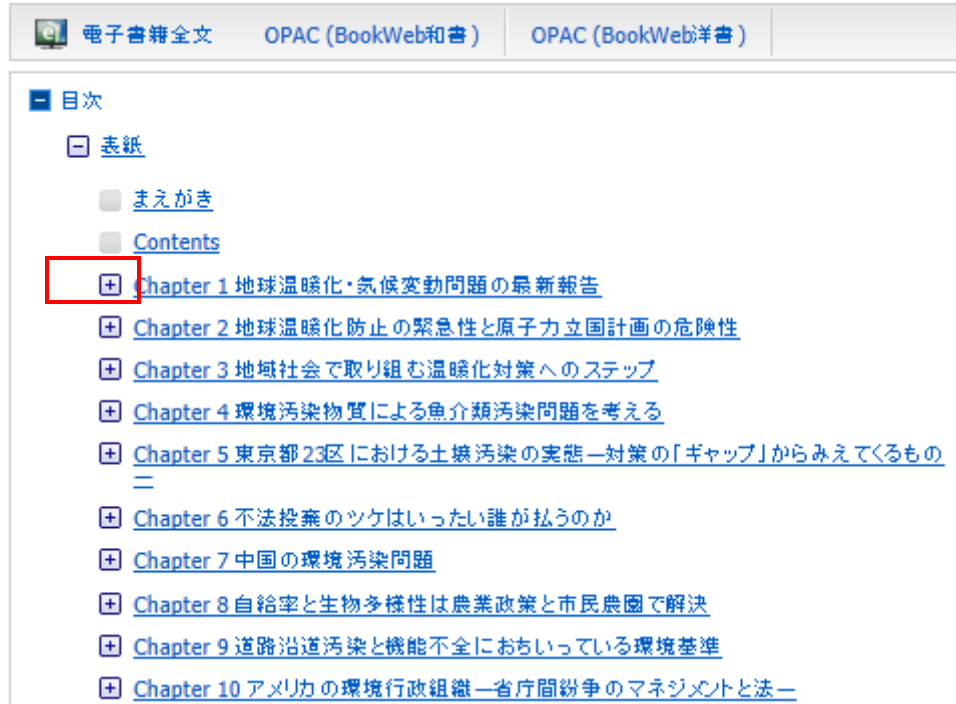 電子書籍全文 OPAC (BookWeb和書) OPAC (BookWeb洋書)
目次
表紙
まえがき
Contents
Chapter 1 地球温暖化・気候変動問題の最新報告
Chapter 2 地球温暖化防止の緊急性と原子力立国計画の危険性
Chapter 3 地域社会で取り組む温暖化対策へのステップ
Chapter 4 環境汚染物質による魚介類汚染問題を考える
Chapter 5 東京都23区における土壌汚染の実態―対策の「ギャップ」からみえてくるもの
―
Chapter 6 不法投棄のツケはいったい誰が払うのか
Chapter 7 中国の環境汚染問題
Chapter 8 自給率と生物多様性は農業政策と市民農園で解決
Chapter 9 道路沿道汚染と機能不全におちいっている環境基準
Chapter 10 アメリカの環境行政組織―省庁間紛争のマネジメントと法―